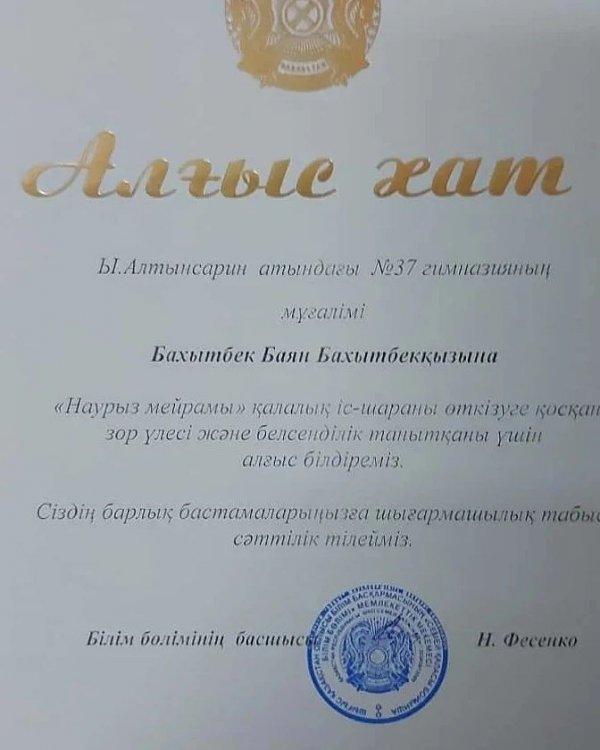 ҚАЗАҚСТАН
Алғыс хат
Ы.Алтынсарин атындағы №37 гимназияның
мұғалімі
Бахытбек Баян Бахытбекқызына
«Наурыз мейрамы» қалалық іс-шараны өткізуге қосқан
зор үлесі және белсенділік танытқаны үшін
алғыс білдіреміз.
Сіздің барлық бастамаларыңызға шығармашылық табыс
сәттілік тілейміз.
Білім бөлімінің басшысы Н. Фесенко